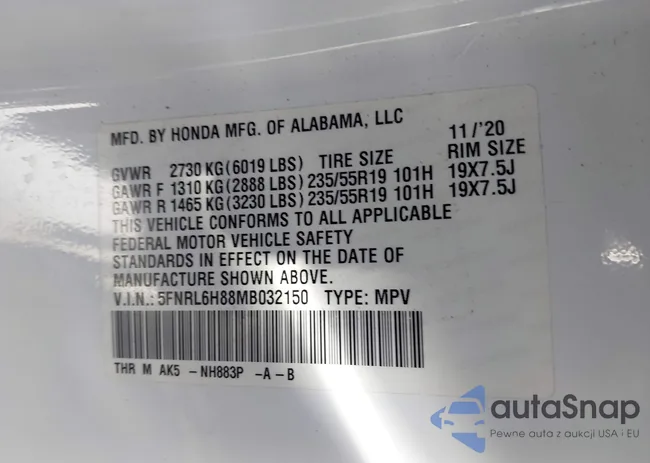 MFD. BY HONDA MFG. OF ALABAMA, LLC 11/'20
GVWR 2730 KG(6019 LBS) TIRE SIZE RIM SIZE
GAWR F 1310 KG(2888 LBS) 235/55R19 101H 19X7.5J
GAWR R 1465 KG(3230 LBS) 235/55R19 101H 19X7.5J
THIS VEHICLE CONFORMS TO ALL APPLICABLE
FEDERAL MOTOR VEHICLE SAFETY
STANDARDS IN EFFECT ON THE DATE OF
MANUFACTURE SHOWN ABOVE.
V.I.N.: 5FNRL6H88MB032150 TYPE: MPV
THR M AK5 -NH883P -A-B
autaSnap
Pewne auta z aukcji USA i EU